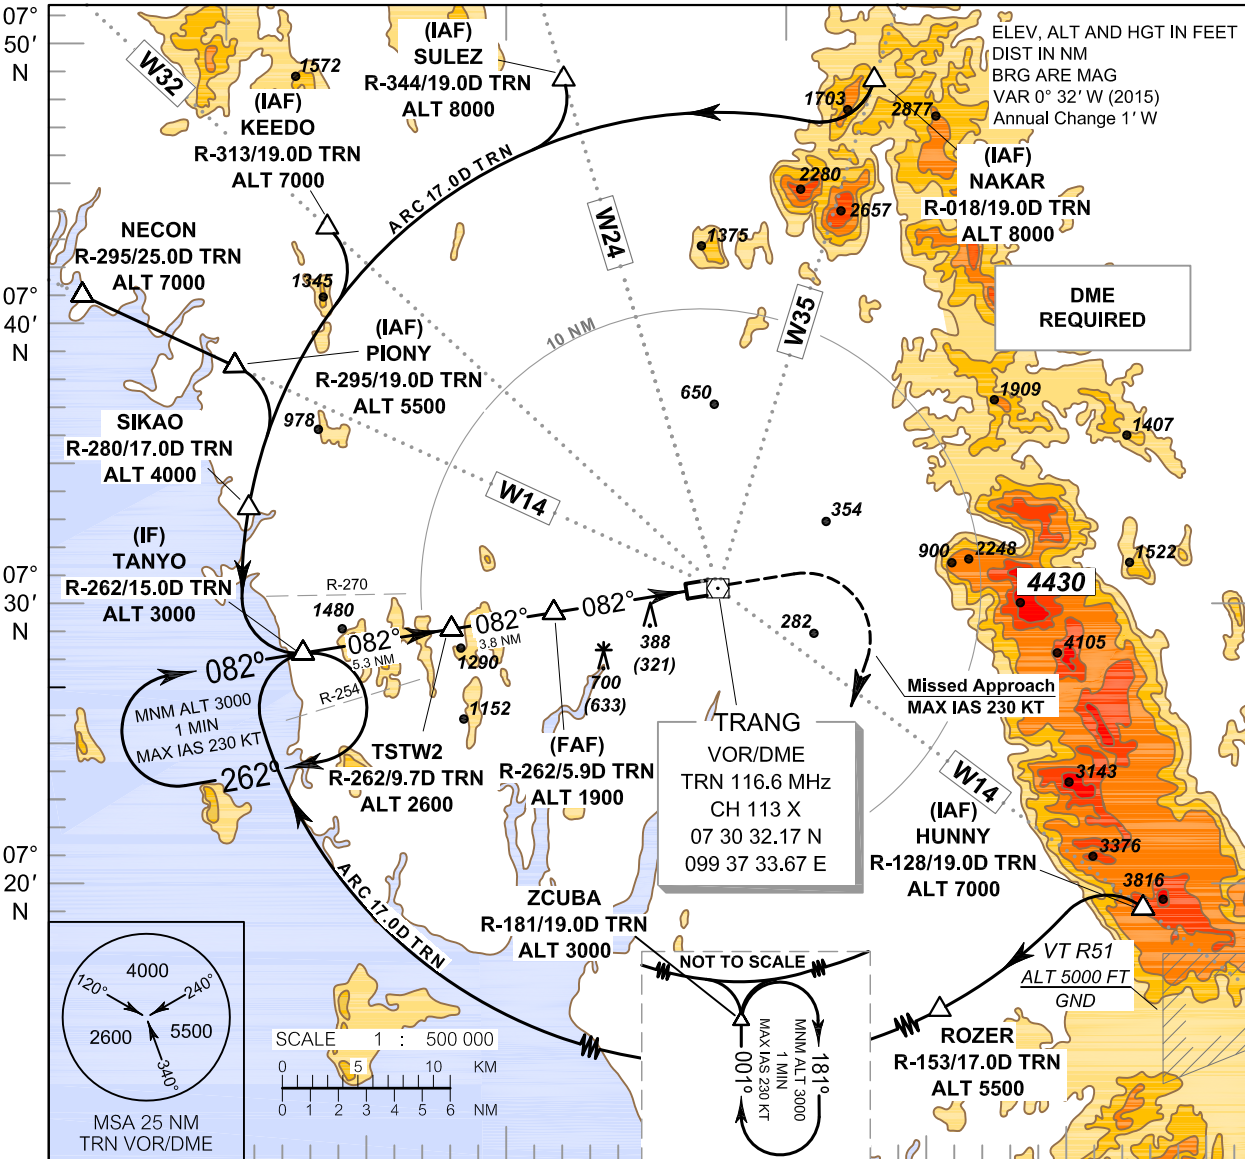 07°
50′
N
07°
40′
N
07°
30′
N
07°
20′
N
ELEV, ALT AND HGT IN FEET
DIST IN NM
BRG ARE MAG
VAR 0° 32′ W (2015)
Annual Change 1′ W
W32
1572
(IAF)
SULEZ
R-344/19.0D TRN
ALT 8000
(IAF)
KEEDO
R-313/19.0D TRN
ALT 7000
1703
2877
(IAF)
NAKAR
R-018/19.0D TRN
ALT 8000
ARC 17.0D TRN
2280
2657
W24
1375
NECON
R-295/25.0D TRN
ALT 7000
1345
DME
REQUIRED
W35
10 NM
(IAF)
PIONY
R-295/19.0D TRN
ALT 5500
650
1909
1407
978
SIKAO
R-280/17.0D TRN
ALT 4000
W14
354
900
2248
1522
(IF)
TANYO
R-262/15.0D TRN
ALT 3000
R-270
1480
4430
082°
5.3 NM
082°
3.8 NM
082°
1290
388
(321)
282
4105
082°
MNM ALT 3000
1 MIN
MAX IAS 230 KT
262°
R-254
1152
700
(633)
Missed Approach
MAX IAS 230 KT
TSTW2
R-262/9.7D TRN
ALT 2600
(FAF)
R-262/5.9D TRN
ALT 1900
TRANG
VOR/DME
TRN 116.6 MHz
CH 113 X
07 30 32.17 N
099 37 33.67 E
W14
3143
(IAF)
HUNNY
R-128/19.0D TRN
ALT 7000
3376
3816
ARC 17.0D TRN
ZCUBA
R-181/19.0D TRN
ALT 3000
NOT TO SCALE
001°
MAX IAS 230 KT
1 MIN
MNM ALT 3000
181°
VT R51
ALT 5000 FT
GND
ROZER
R-153/17.0D TRN
ALT 5500
4000
120°
240°
2600
5500
340°
MSA 25 NM
TRN VOR/DME
SCALE 1 : 500 000
0 5 10 KM
0 1 2 3 4 5 6 NM